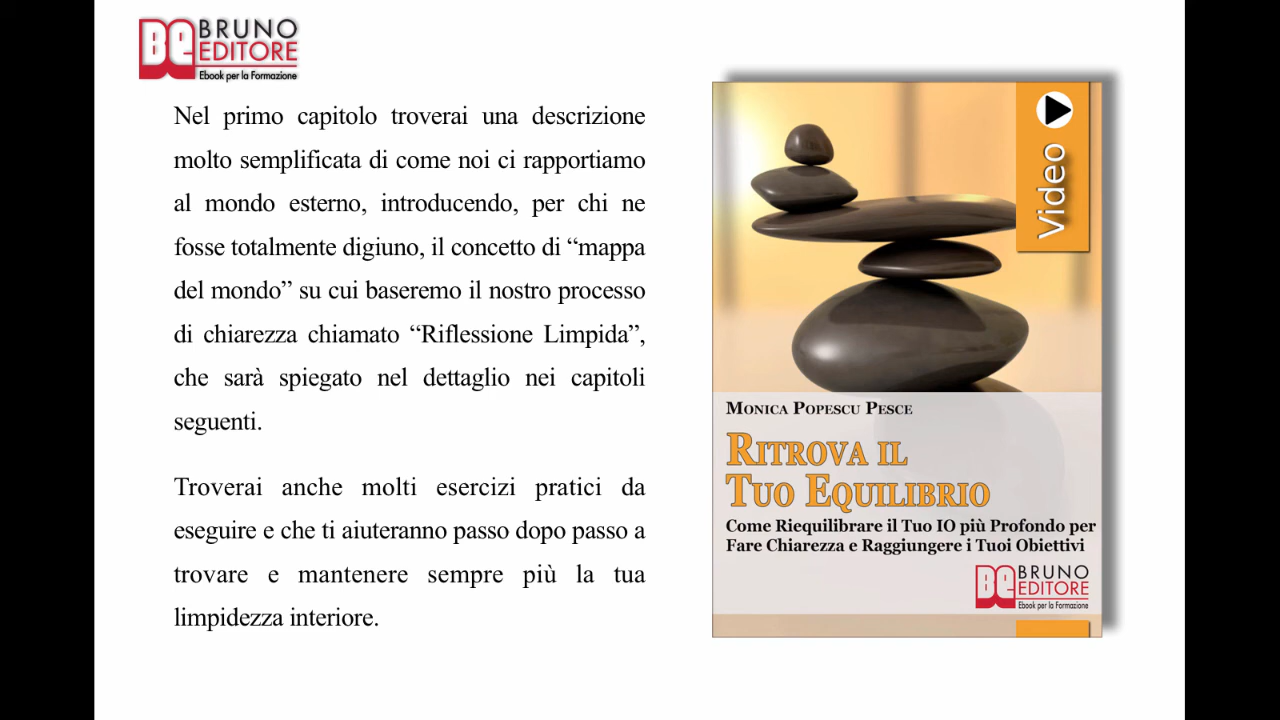 BRUNO
EDITORE
Ebook per la Formazione
Nel primo capitolo troverai una descrizione
molto semplificata di come noi ci rapportiamo
al mondo esterno, introducendo, per chi ne
fosse totalmente digiuno, il concetto di “mappa
del mondo” su cui baseremo il nostro processo
di chiarezza chiamato “Riflessione Limpida”,
che sarà spiegato nel dettaglio nei capitoli
seguenti.
Troverai anche molti esercizi pratici da
eseguire e che ti aiuteranno passo dopo passo a
trovare e mantenere sempre più la tua
limpidezza interiore.
Video
Monica Popescu Pesce
Ritrova il
Tuo Equilibrio
Come Riequilibrare il Tuo IO più Profondo per
Fare Chiarezza e Raggiungere i Tuoi Obiettivi
BRUNO
EDITORE
Ebook per la Formazione